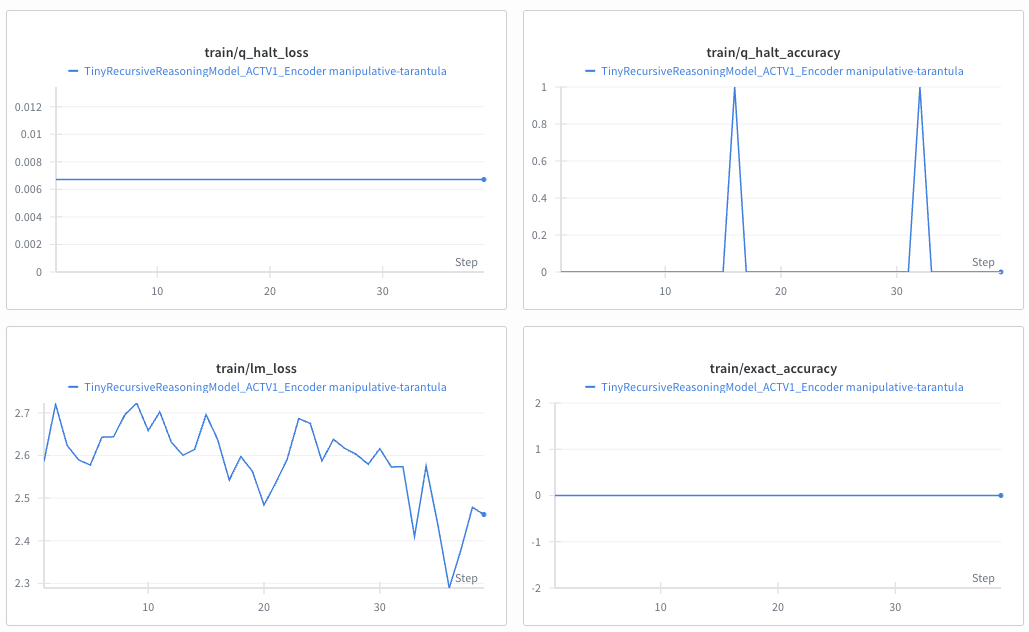 train/q_halt_loss
TinyRecursiveReasoningModel_ACTV1_Encoder manipulative-tarantula
0.012
0.01
0.008
0.006
0.004
0.002
0
Step
10 20 30
train/q_halt_accuracy
TinyRecursiveReasoningModel_ACTV1_Encoder manipulative-tarantula
1
0.8
0.6
0.4
0.2
0
Step
10 20 30
train/lm_loss
TinyRecursiveReasoningModel_ACTV1_Encoder manipulative-tarantula
2.7
2.6
2.5
2.4
2.3
Step
10 20 30
train/exact_accuracy
TinyRecursiveReasoningModel_ACTV1_Encoder manipulative-tarantula
2
1
0
-1
-2
Step
10 20 30